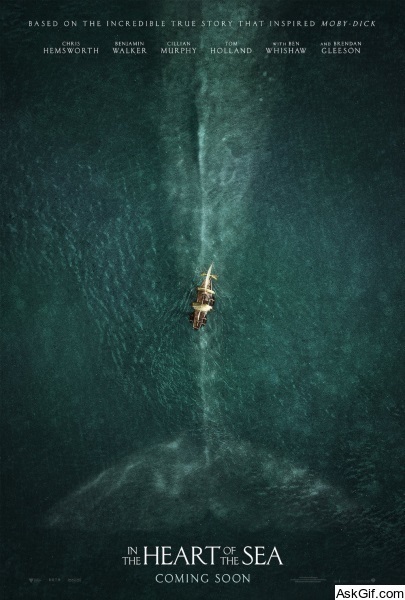 BASED ON THE INCREDIBLE TRUE STORY THAT INSPIRED MOBY-DICK
CHRIS HEMSWORTH BENJAMIN WALKER CILLIAN MURPHY TOM HOLLAND WITH BEN WHISHAW AND BRENDAN GLEESON
IN THE HEART OF THE SEA
COMING SOON
AskGif.com